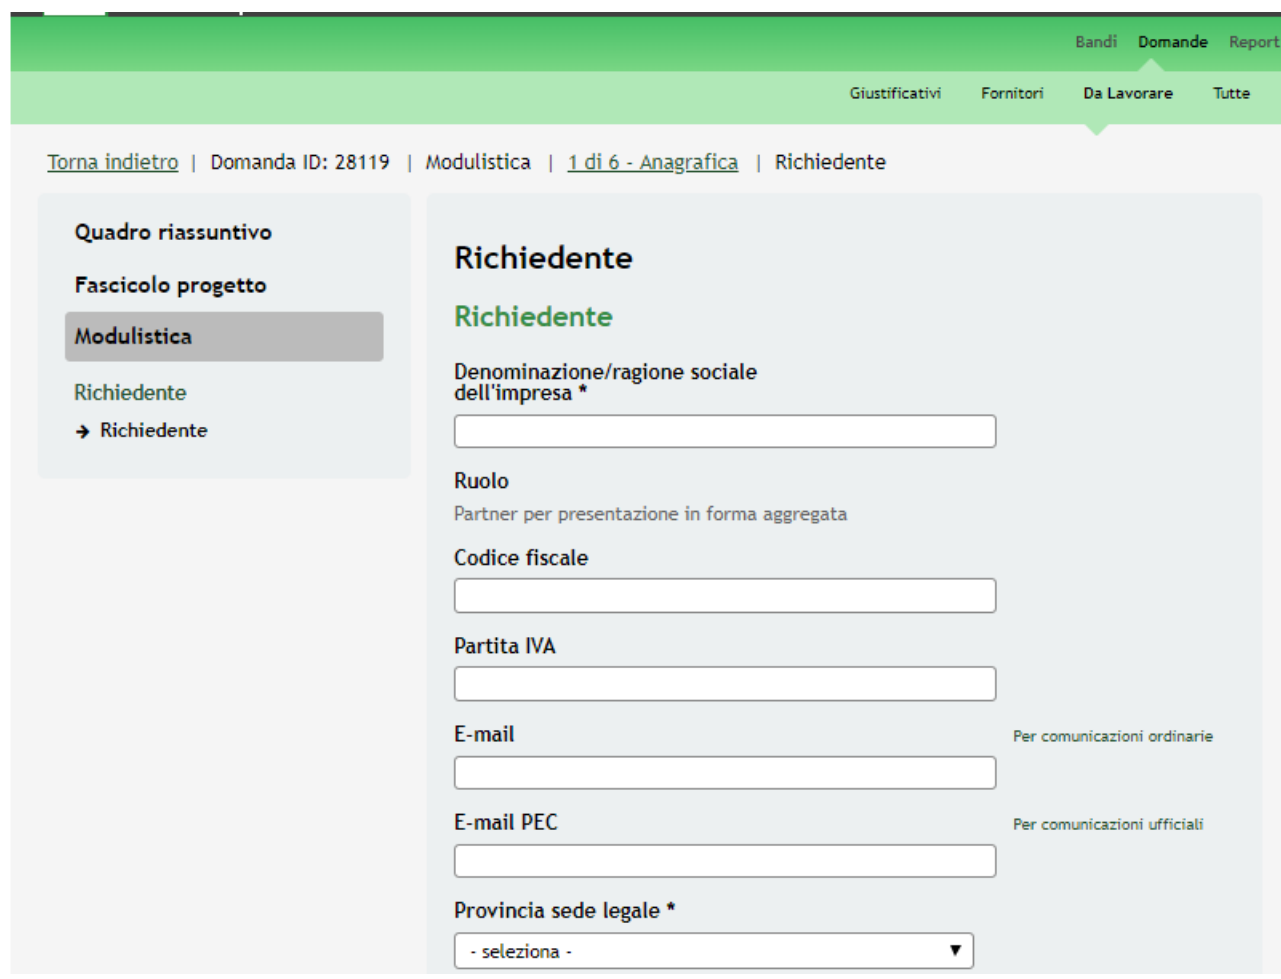 Bandi Domande Report
Giustificativi Fornitori Da Lavorare Tutte
Torna indietro | Domanda ID: 28119 | Modulistica | 1 di 6 - Anagrafica | Richiedente
Quadro riassuntivo
Fascicolo progetto
Modulistica
Richiedente
→ Richiedente
Richiedente
Richiedente
Denominazione/ragione sociale
dell'impresa *
Ruolo
Partner per presentazione in forma aggregata
Codice fiscale
Partita IVA
E-mail
Per comunicazioni ordinarie
E-mail PEC
Per comunicazioni ufficiali
Provincia sede legale *
- seleziona -